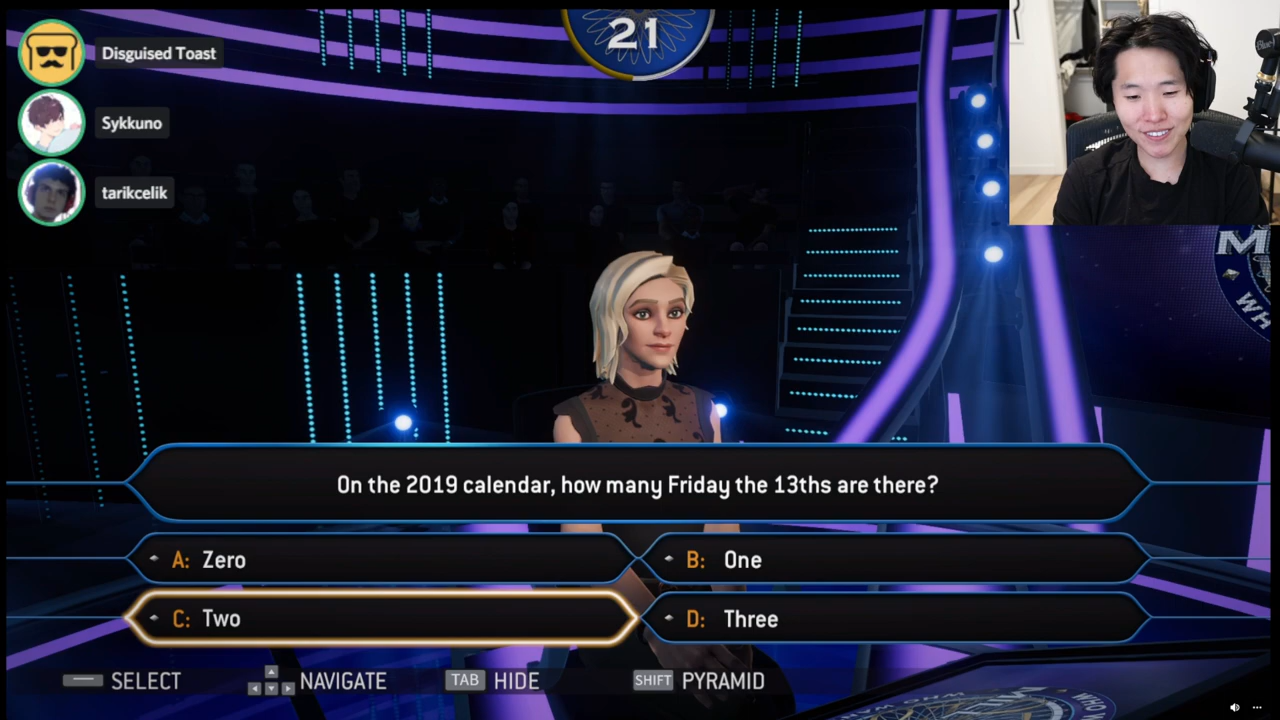 21
Disguised Toast
Sykkuno
tarikcelik
On the 2019 calendar, how many Friday the 13ths are there?
A: Zero
B: One
C: Two
D: Three
SELECT
NAVIGATE
TAB HIDE
SHIFT PYRAMID